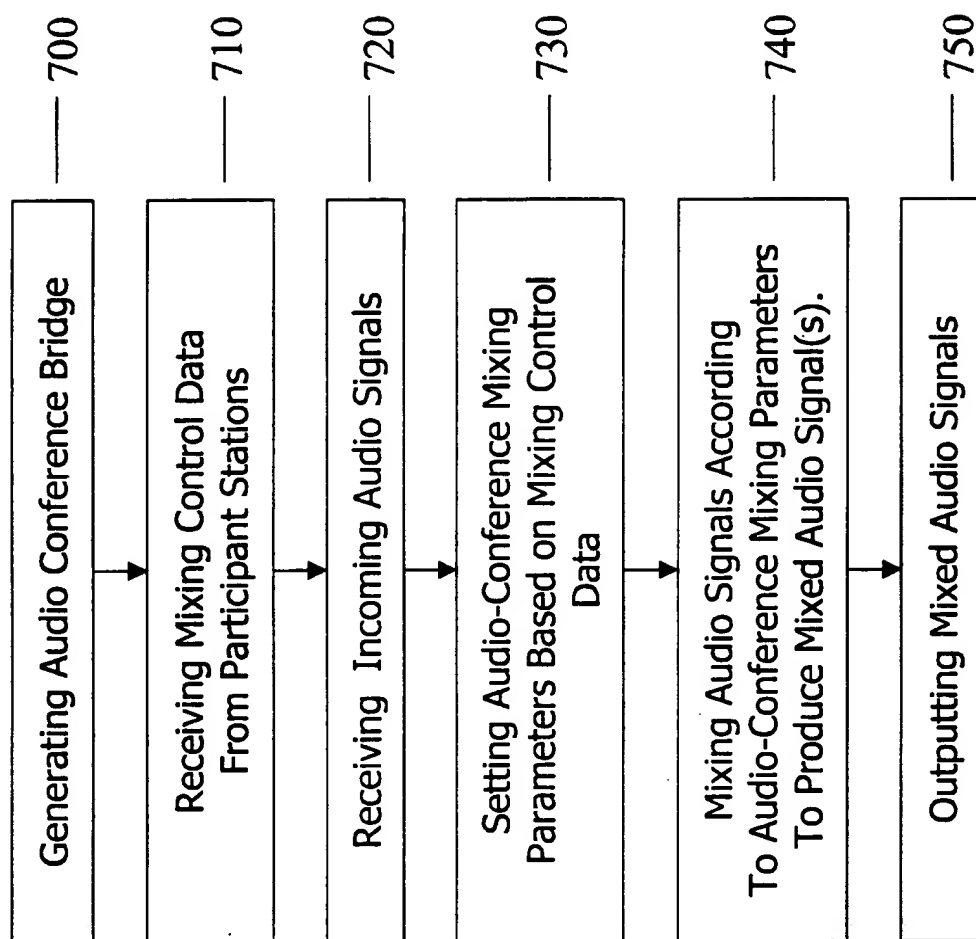 Generating Audio Conference Bridge
700
Receiving Mixing Control Data
From Participant Stations
710
Receiving Incoming Audio Signals
720
Setting Audio-Conference Mixing
Parameters Based on Mixing Control
Data
730
Mixing Audio Signals According
To Audio-Conference Mixing Parameters
To Produce Mixed Audio Signal(s).
740
Outputting Mixed Audio Signals
750